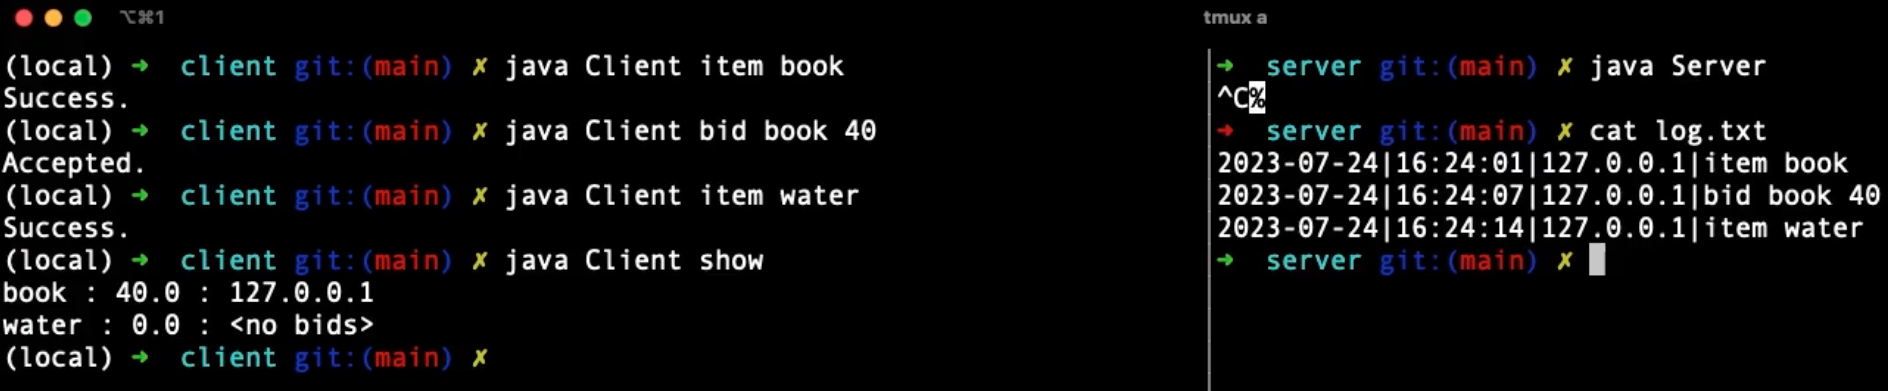 ⌥⌘1
(local) ➜ client git:(main) ✗ java Client item book
Success.
(local) ➜ client git:(main) ✗ java Client bid book 40
Accepted.
(local) ➜ client git:(main) ✗ java Client item water
Success.
(local) ➜ client git:(main) ✗ java Client show
book : 40.0 : 127.0.0.1
water : 0.0 : <no bids>
(local) ➜ client git:(main) ✗
tmux a
➜ server git:(main) ✗ java Server
^C%
➜ server git:(main) ✗ cat log.txt
2023-07-24|16:24:01|127.0.0.1|item book
2023-07-24|16:24:07|127.0.0.1|bid book 40
2023-07-24|16:24:14|127.0.0.1|item water
➜ server git:(main) ✗